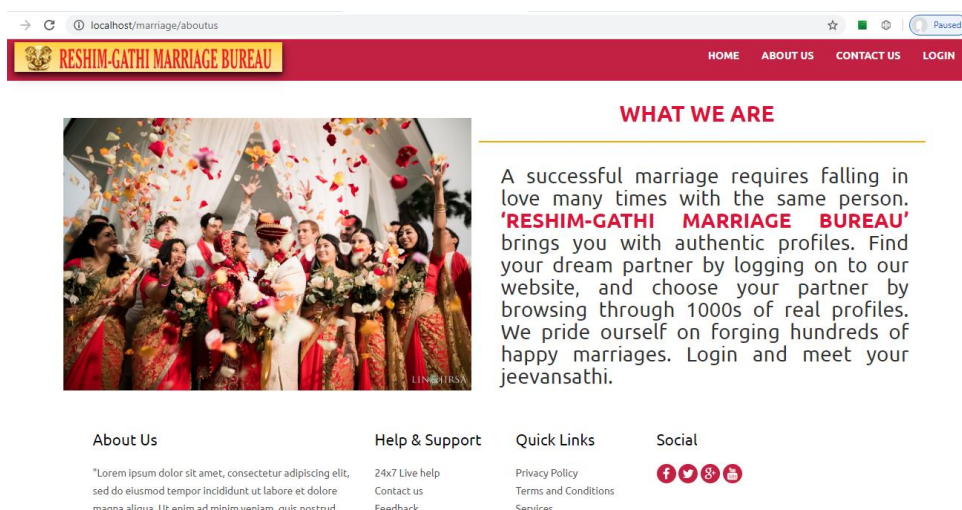 localhost/marriage/aboutus
Paused
RESHIM-GATHI MARRIAGE BUREAU
HOME ABOUT US CONTACT US LOGIN
WHAT WE ARE
A successful marriage requires falling in
love many times with the same person.
‘RESHIM-GATHI MARRIAGE BUREAU’
brings you with authentic profiles. Find
your dream partner by logging on to our
website, and choose your partner by
browsing through 1000s of real profiles.
We pride ourself on forging hundreds of
happy marriages. Login and meet your
jeevansathi.
LIN JIRSA
About Us
"Lorem ipsum dolor sit amet, consectetur adipiscing elit,
sed do eiusmod tempor incididunt ut labore et dolore
magna aliqua. Ut enim ad minim veniam, quis nostrud
Help & Support
24x7 Live help
Contact us
Feedback
Quick Links
Privacy Policy
Terms and Conditions
Services
Social